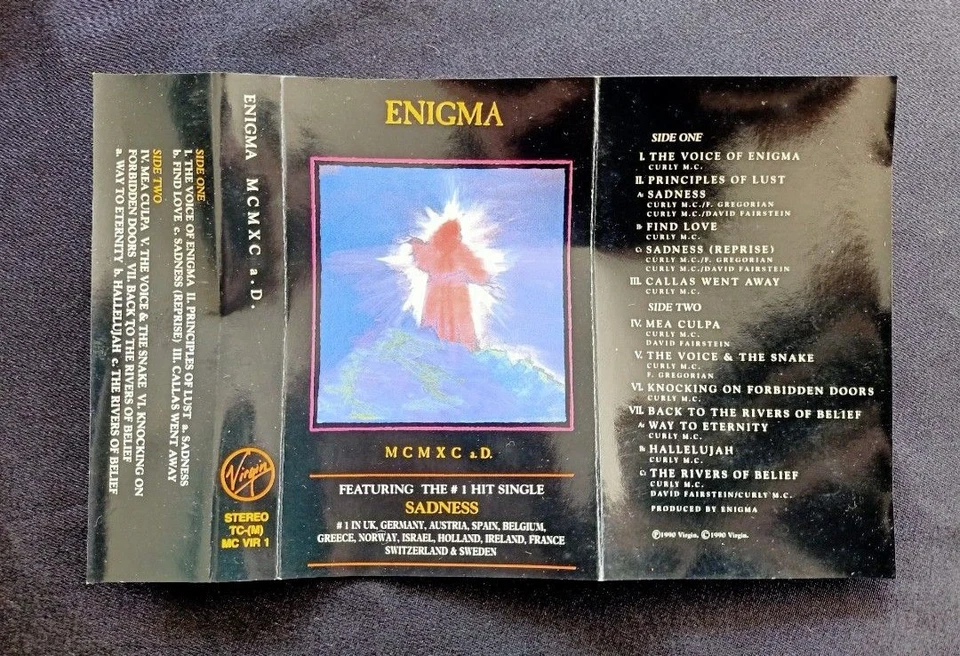 SIDE ONE
I. THE VOICE OF ENIGMA II. PRINCIPLES OF LUST a. SADNESS
b. FIND LOVE c. SADNESS (REPRISE) III. CALLAS WENT AWAY
SIDE TWO
IV. MEA CULPA V. THE VOICE & THE SNAKE VI. KNOCKING ON
FORBIDDEN DOORS VII. BACK TO THE RIVERS OF BELIEF
a. WAY TO ETERNITY b. HALLELUJAH c. THE RIVERS OF BELIEF
ENIGMA MCMXC a.D.
Virgin
STEREO
TC-(M)
MC VIR 1
ENIGMA
MCMXC a.D.
FEATURING THE # 1 HIT SINGLE
SADNESS
# 1 IN UK, GERMANY, AUSTRIA, SPAIN, BELGIUM,
GREECE, NORWAY, ISRAEL, HOLLAND, IRELAND, FRANCE
SWITZERLAND & SWEDEN
SIDE ONE
I. THE VOICE OF ENIGMA
CURLY M.C.
II. PRINCIPLES OF LUST
A: SADNESS
CURLY M.C./F. GREGORIAN
CURLY M.C./DAVID FAIRSTEIN
B: FIND LOVE
CURLY M.C.
C: SADNESS (REPRISE)
CURLY M.C./F. GREGORIAN
CURLY M.C./DAVID FAIRSTEIN
III. CALLAS WENT AWAY
CURLY M.C.
SIDE TWO
IV. MEA CULPA
CURLY M.C.
DAVID FAIRSTEIN
V. THE VOICE & THE SNAKE
CURLY M.C.
F. GREGORIAN
VI. KNOCKING ON FORBIDDEN DOORS
CURLY M.C.
VII. BACK TO THE RIVERS OF BELIEF
A: WAY TO ETERNITY
CURLY M.C.
B: HALLELUJAH
CURLY M.C.
C: THE RIVERS OF BELIEF
CURLY M.C.
DAVID FAIRSTEIN/CURLY M.C.
PRODUCED BY ENIGMA
℗1990 Virgin. ©1990 Virgin.